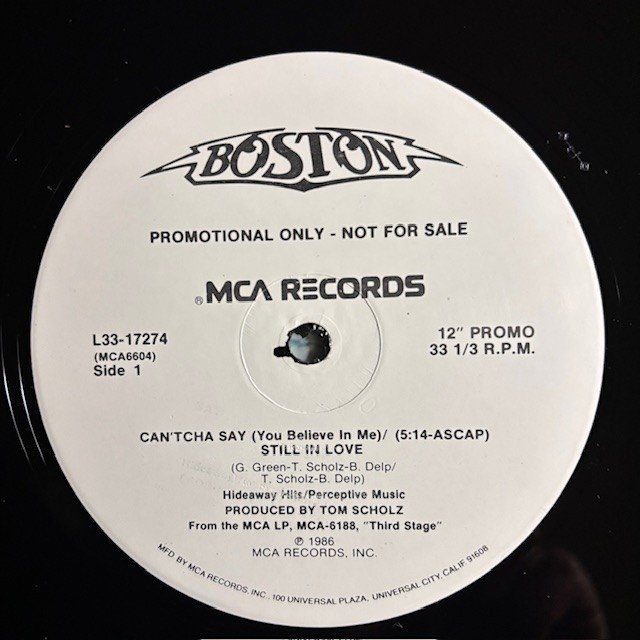 BOSTON
PROMOTIONAL ONLY - NOT FOR SALE
® MCA RECORDS
L33-17274
(MCA6604)
Side 1
12" PROMO
33 1/3 R.P.M.
CAN'TCHA SAY (You Believe In Me)/ (5:14-ASCAP)
STILL IN LOVE
(G. Green-T. Scholz-B. Delp/
T. Scholz-B. Delp)
Hideaway Hits/Perceptive Music
PRODUCED BY TOM SCHOLZ
From the MCA LP, MCA-6188, "Third Stage"
℗ 1986
MCA RECORDS, INC.
MFD BY MCA RECORDS, INC., 100 UNIVERSAL PLAZA, UNIVERSAL CITY, CALIF 91608